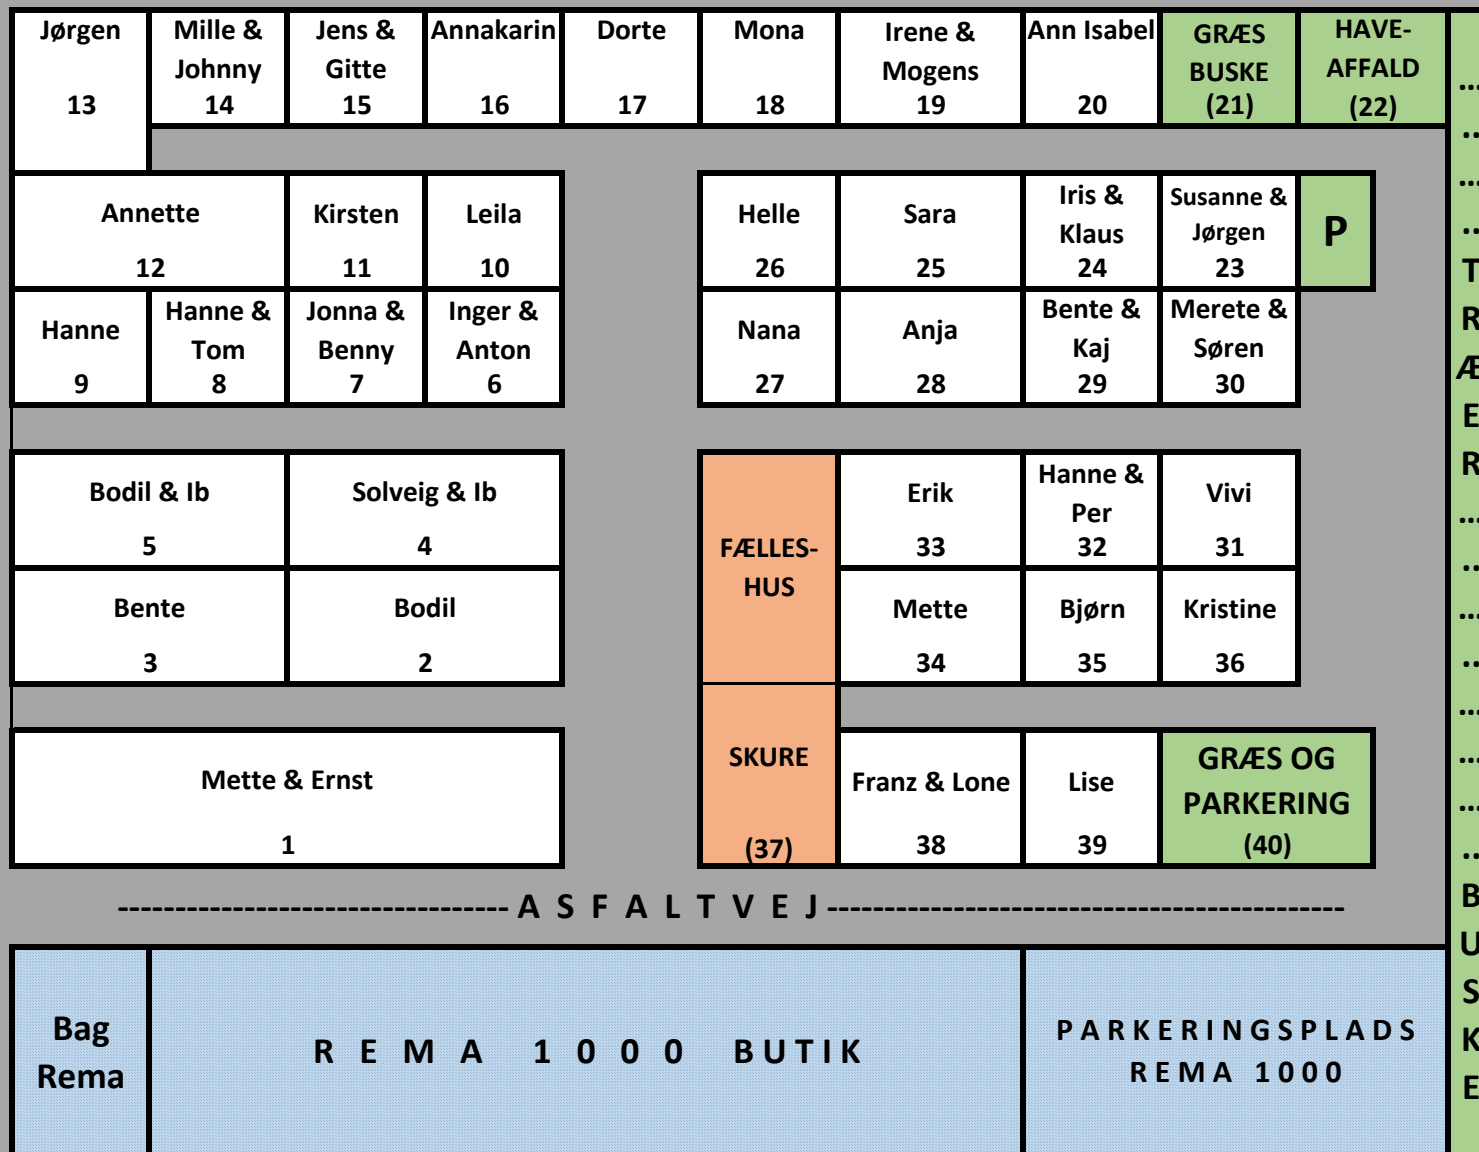 Jørgen
13
Mille &
Johnny
14
Jens &
Gitte
15
Annakarin
16
Dorte
17
Mona
18
Irene &
Mogens
19
Ann Isabel
20
GRÆS
BUSKE
(21)
HAVE-
AFFALD
(22)
Annette
12
Kirsten
11
Leila
10
Helle
26
Sara
25
Iris &
Klaus
24
Susanne &
Jørgen
23
P
Hanne
9
Hanne &
Tom
8
Jonna &
Benny
7
Inger &
Anton
6
Nana
27
Anja
28
Bente &
Kaj
29
Merete &
Søren
30
Bodil & Ib
5
Solveig & Ib
4
FÆLLES-
HUS
Erik
33
Hanne &
Per
32
Vivi
31
Bente
3
Bodil
2
Mette
34
Bjørn
35
Kristine
36
Mette & Ernst
1
SKURE
(37)
Franz & Lone
38
Lise
39
GRÆS OG
PARKERING
(40)
---------------------------------- A S F A L T V E J ---------------------------------------------
Bag
Rema
R E M A 1 0 0 0 BUTIK
PARKERINGSPLADS
REMA 1000
...
..
...
..
T
R
Æ
E
R
...
..
...
..
...
...
...
..
B
U
S
K
E